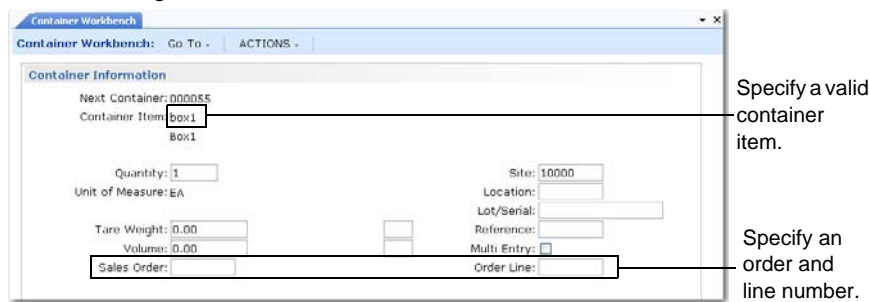 Container Workbench
Container Workbench: Go To ACTIONS
Container Information
Next Container: 000055
Container Item: box1
Box1
Quantity: 1 Site: 10000
Unit of Measure: EA Location:
Lot/Serial:
Tare Weight: 0.00 Reference:
Volume: 0.00 Multi Entry:
Sales Order: Order Line:
Specify a valid
container
item.
Specify an
order and
line number.